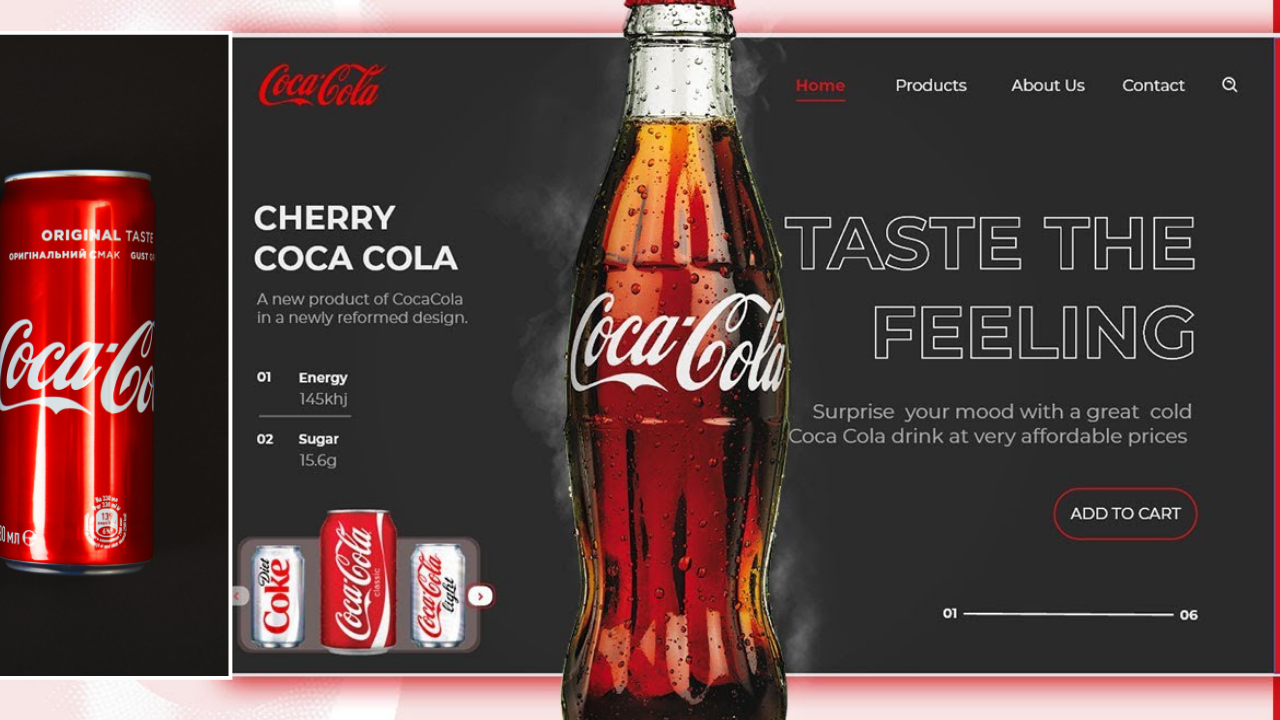 ORIGINAL TASTE
ОРИГІНАЛЬНИЙ СМАК GUST
Coca-Co
Coca-Cola
Home
Products
About Us
Contact
CHERRY
COCA COLA
A new product of CocaCola
in a newly reformed design.
01 Energy
145khj
02 Sugar
15.6g
Diet
Coke
Coca-Cola
classic
Coca-Cola
light
Coca-Cola
TASTE THE
FEELING
Surprise your mood with a great cold
Coca Cola drink at very affordable prices
ADD TO CART
01
06